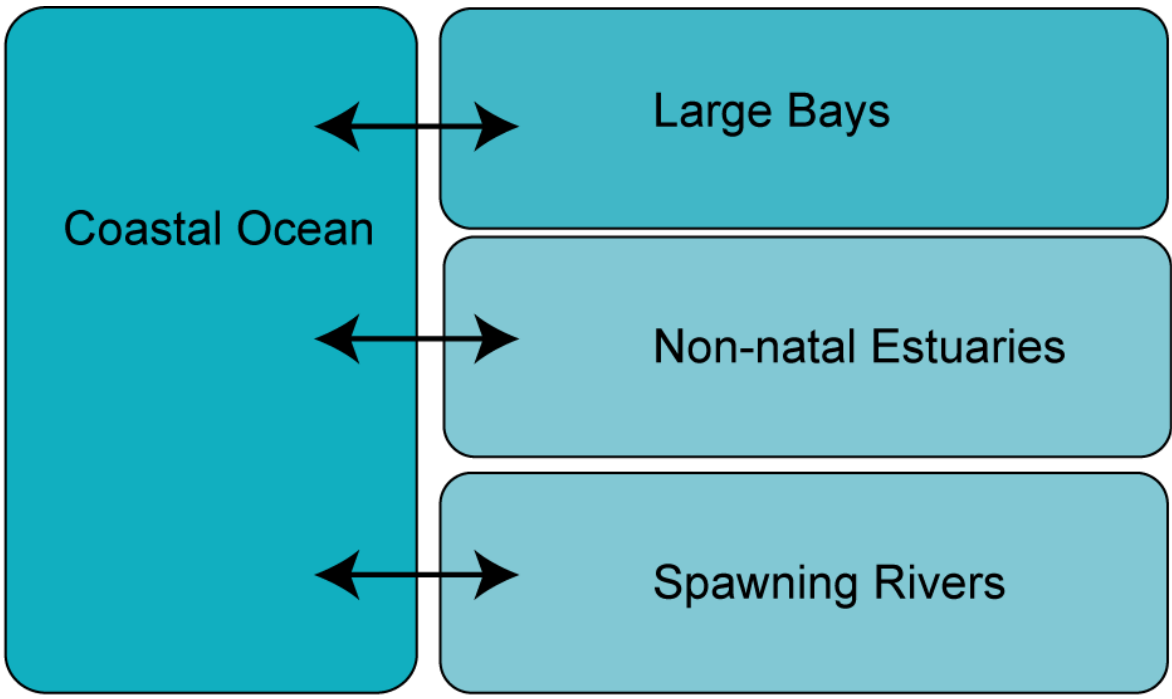 Large Bays
Coastal Ocean
Non-natal Estuaries
Spawning Rivers